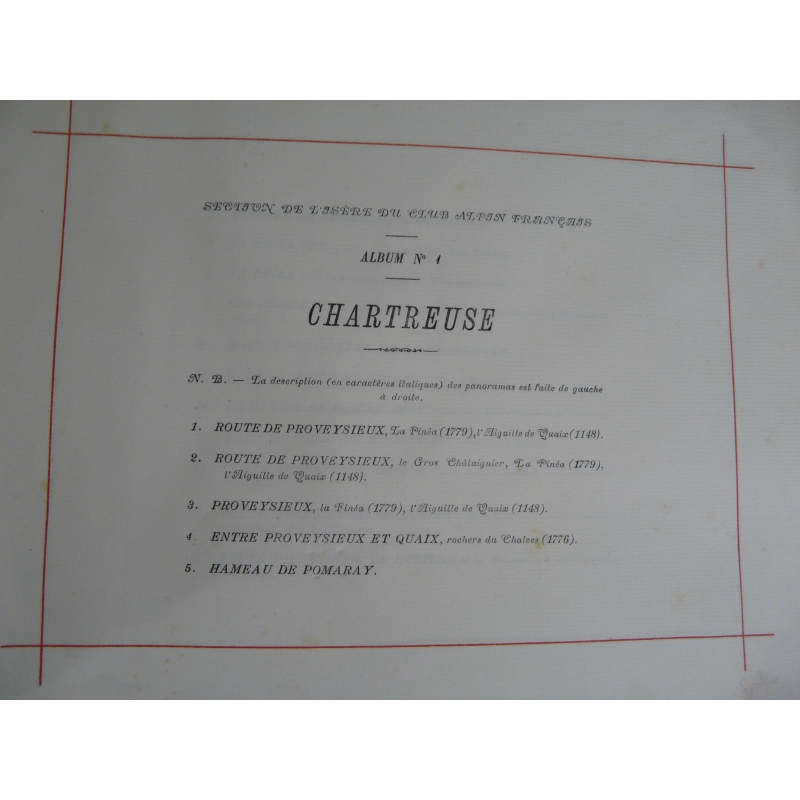 SECTION DE L'ISÈRE DU CLUB ALPIN FRANÇAIS
ALBUM No 1
CHARTREUSE
N. B. — La description (en caractères italiques) des panoramas est faite de gauche
à droite.
1. ROUTE DE PROVEYSIEUX, La Pinéa (1779), l'Aiguille de Quaix (1148).
2. ROUTE DE PROVEYSIEUX, le Gros Châtaignier, La Pinéa (1779),
l'Aiguille de Quaix (1148).
3. PROVEYSIEUX, la Pinéa (1779), l'Aiguille de Quaix (1148).
4. ENTRE PROVEYSIEUX ET QUAIX, rochers du Chalves (1776).
5. HAMEAU DE POMARAY.